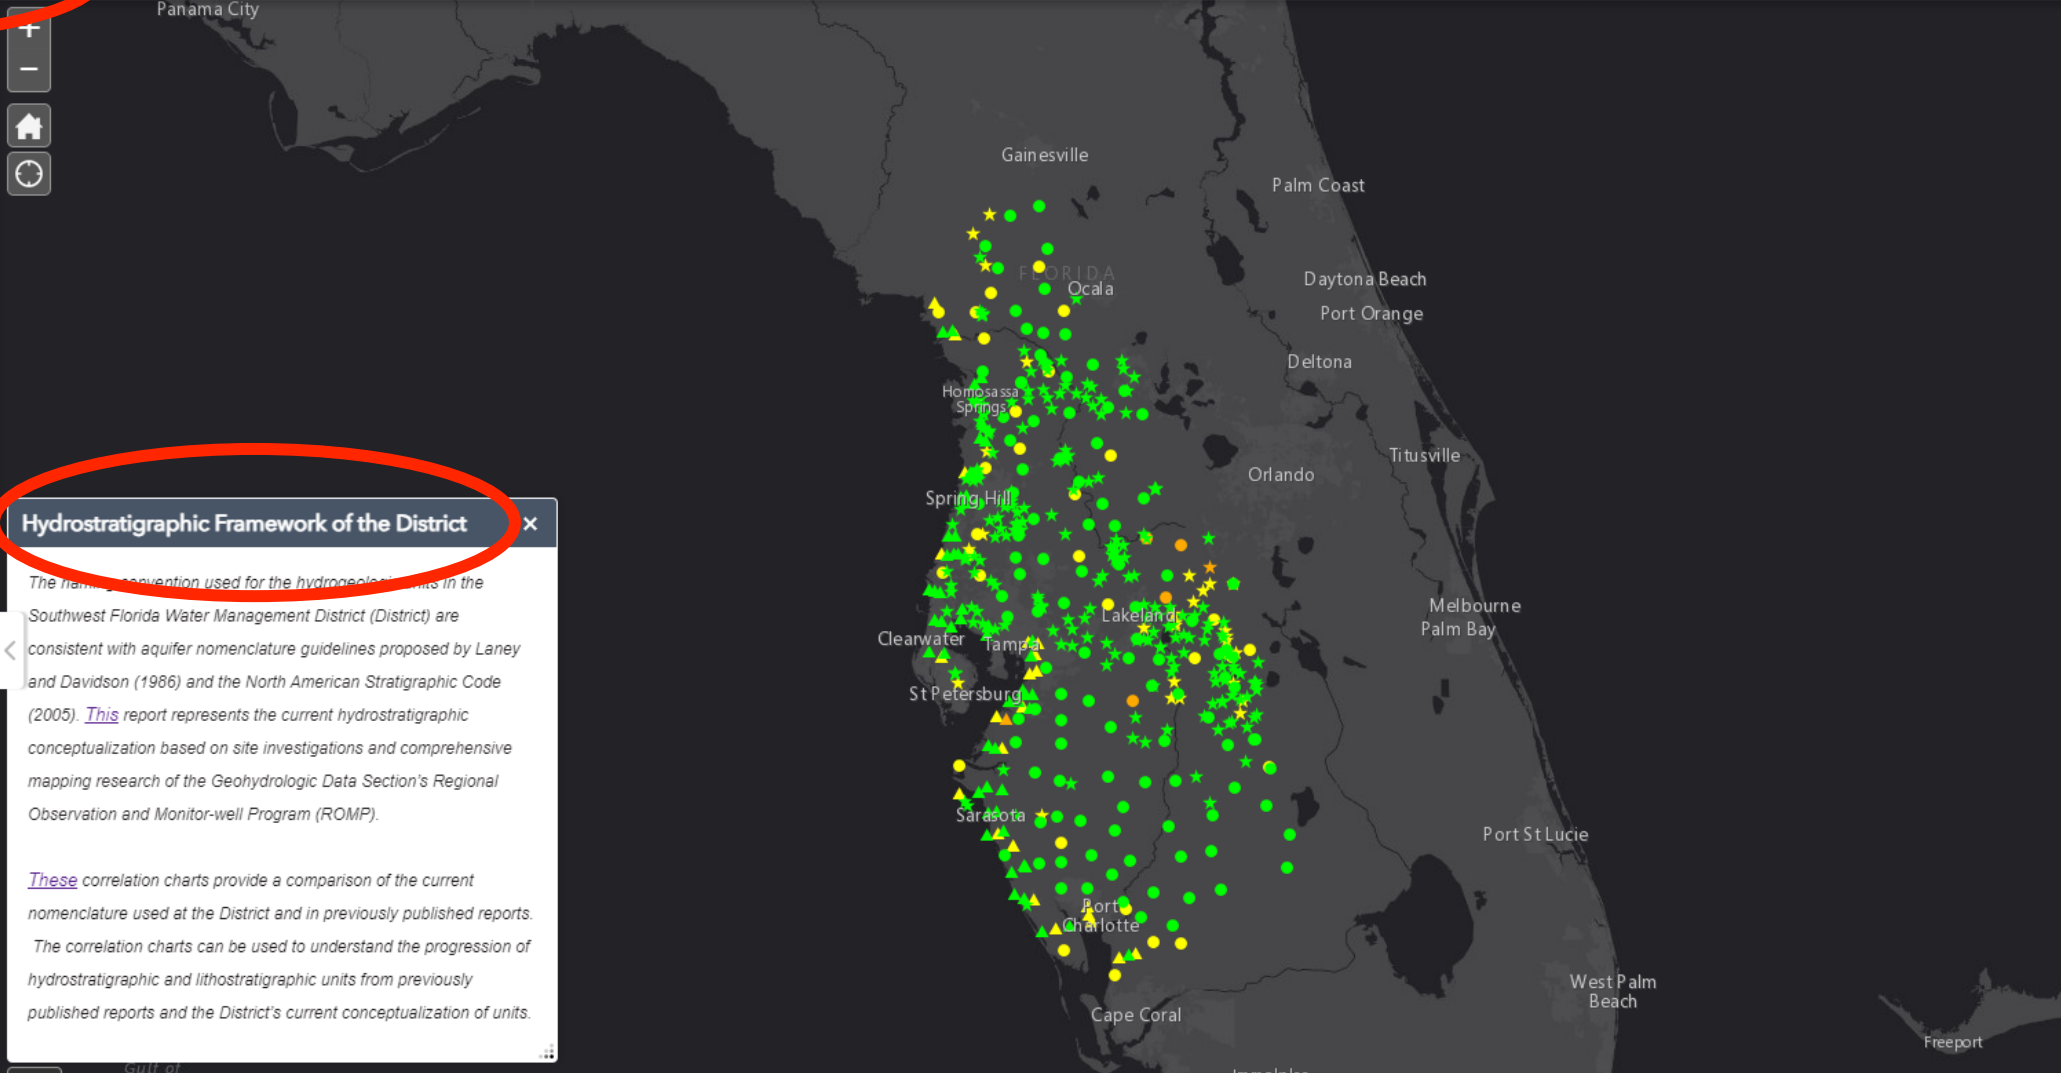 Panama City
+
−
Gainesville
Palm Coast
FLORIDA
Ocala
Daytona Beach
Port Orange
Deltona
Homosassa
Springs
Titusville
Orlando
Spring Hill
Hydrostratigraphic Framework of the District
The naming convention used for the hydrogeologic units in the
Southwest Florida Water Management District (District) are
consistent with aquifer nomenclature guidelines proposed by Laney
and Davidson (1986) and the North American Stratigraphic Code
(2005). This report represents the current hydrostratigraphic
conceptualization based on site investigations and comprehensive
mapping research of the Geohydrologic Data Section's Regional
Observation and Monitor-well Program (ROMP).
These correlation charts provide a comparison of the current
nomenclature used at the District and in previously published reports.
The correlation charts can be used to understand the progression of
hydrostratigraphic and lithostratigraphic units from previously
published reports and the District's current conceptualization of units.
Melbourne
Palm Bay
Lakeland
Clearwater
Tampa
St Petersburg
Sarasota
Port St Lucie
Port
Charlotte
West Palm
Beach
Cape Coral
Freeport
Gulf of